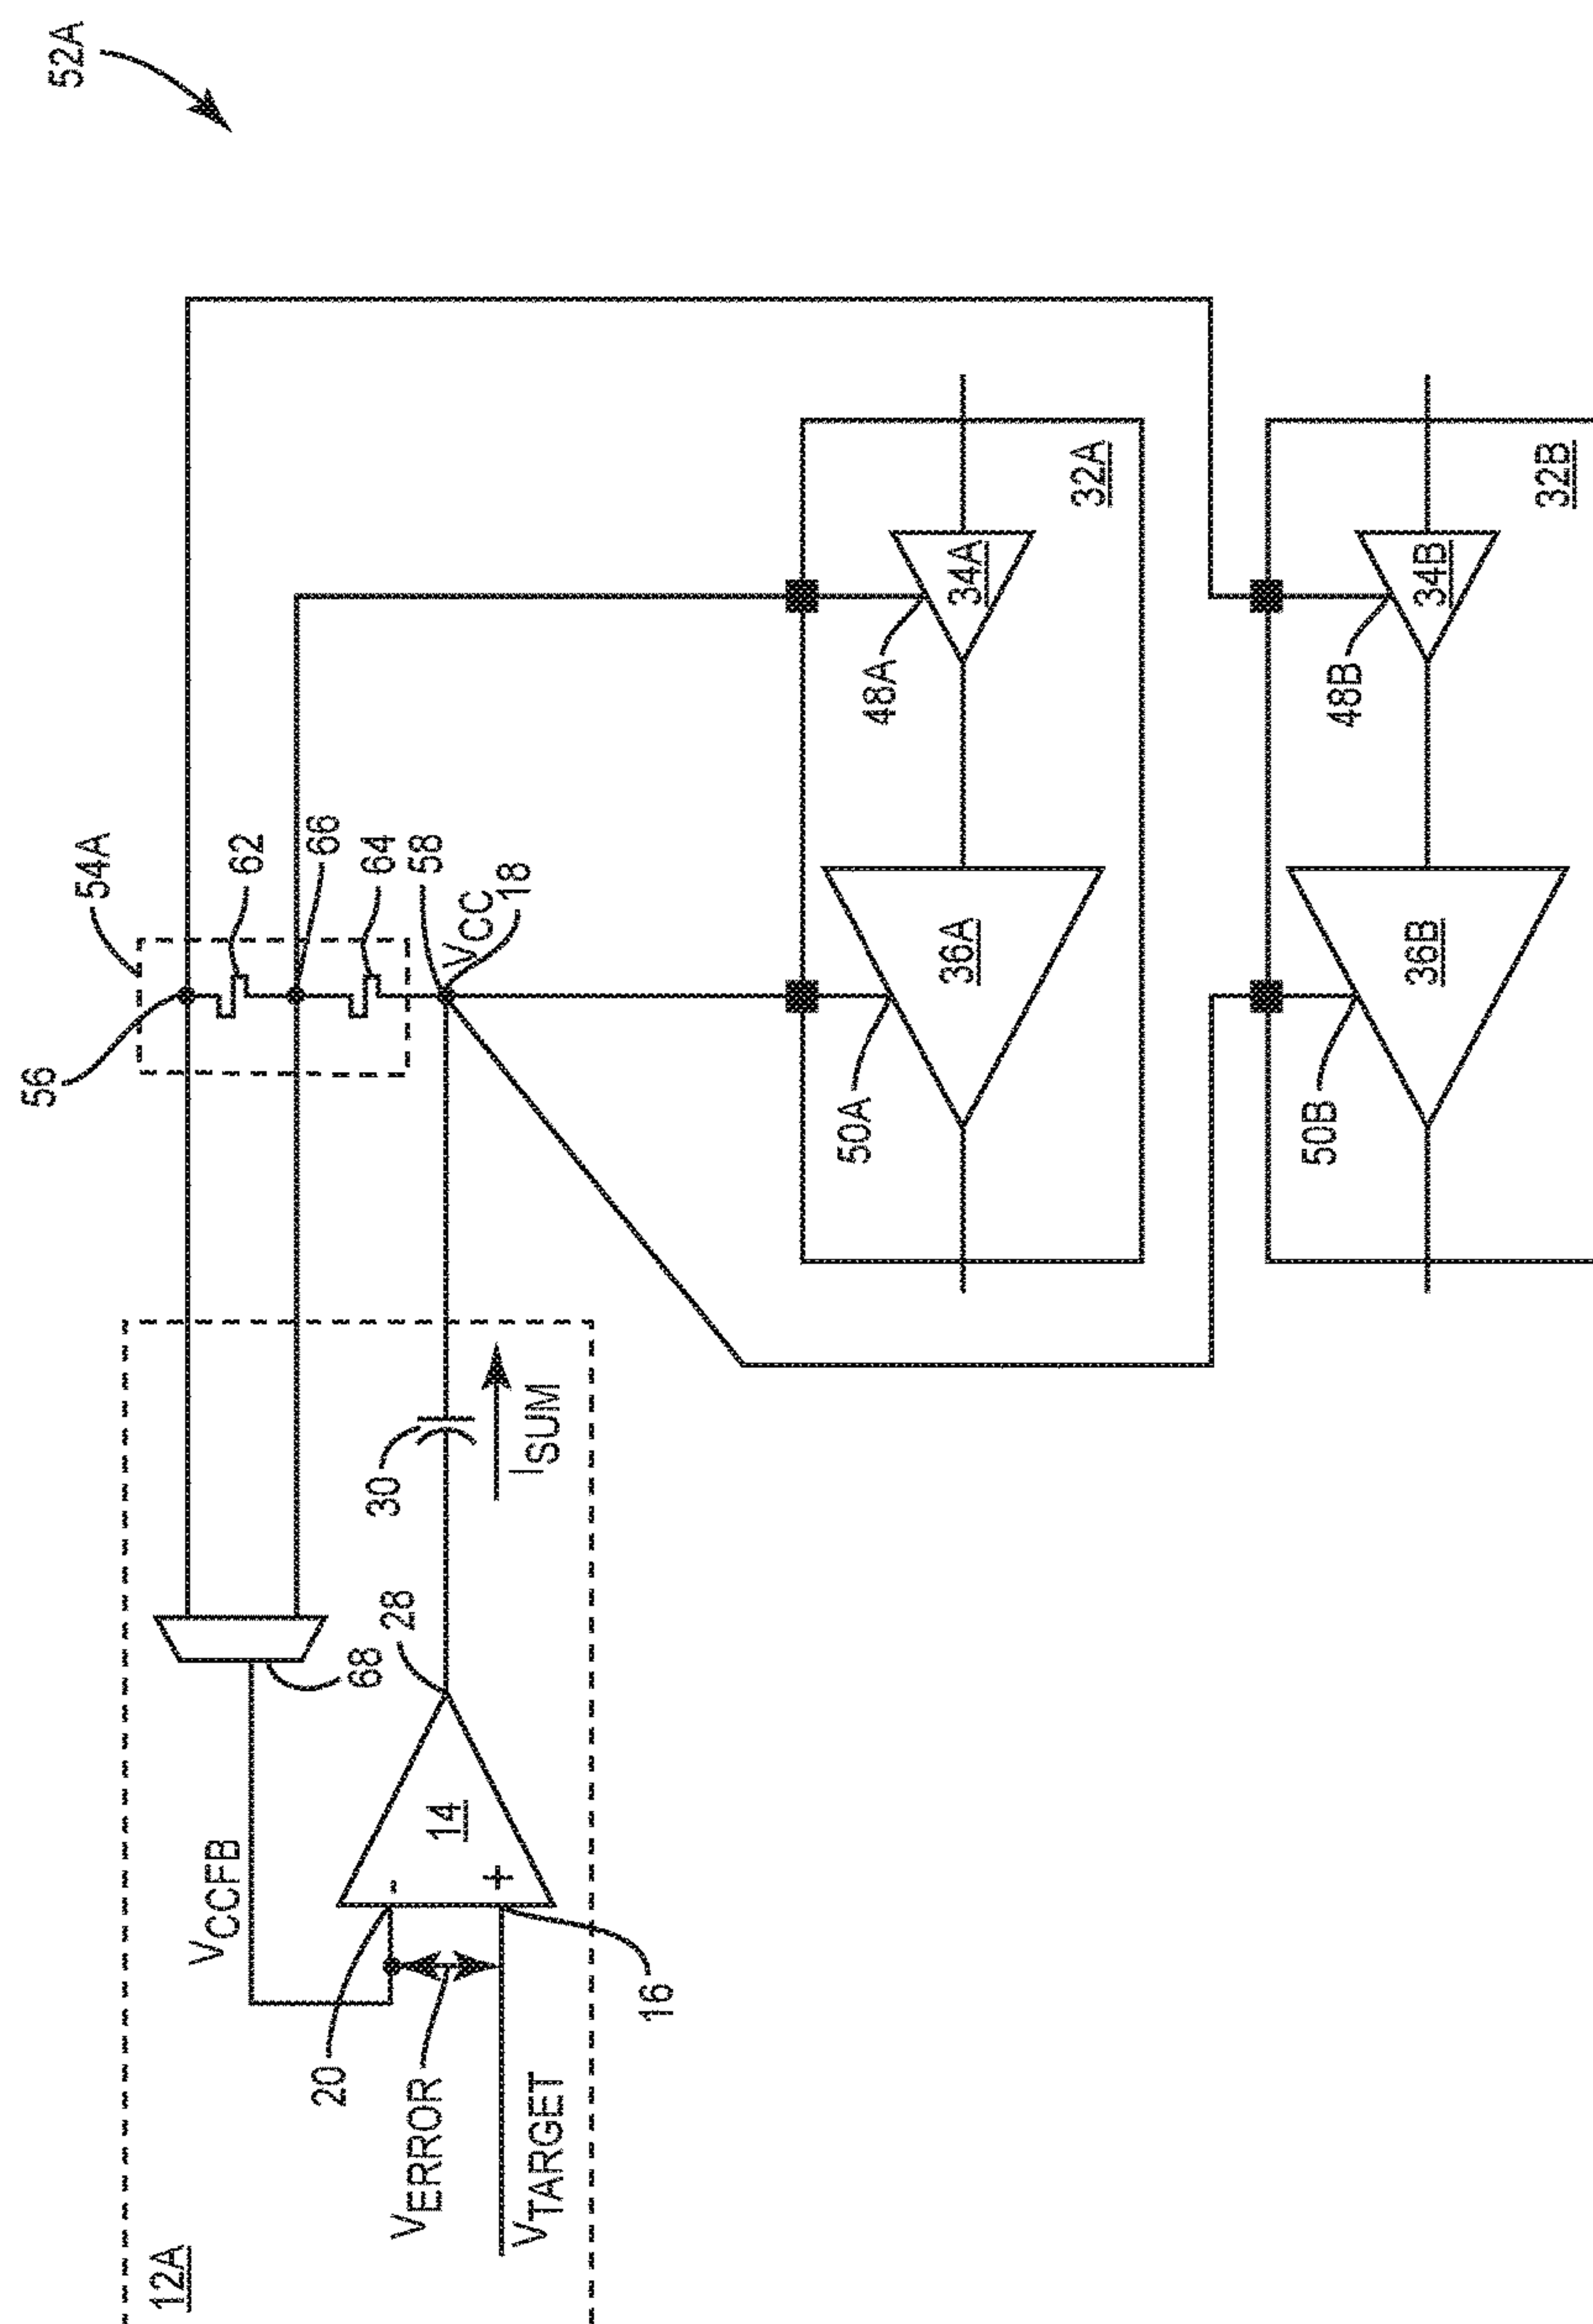 52A
56
54A
12A
VCCFB
62
66
20
68
64
30
28
58
VERROR
14
VCC
18
VTARGET
ISUM
16
50A
48A
36A
34A
32A
50B
48B
36B
34B
32B
-
+